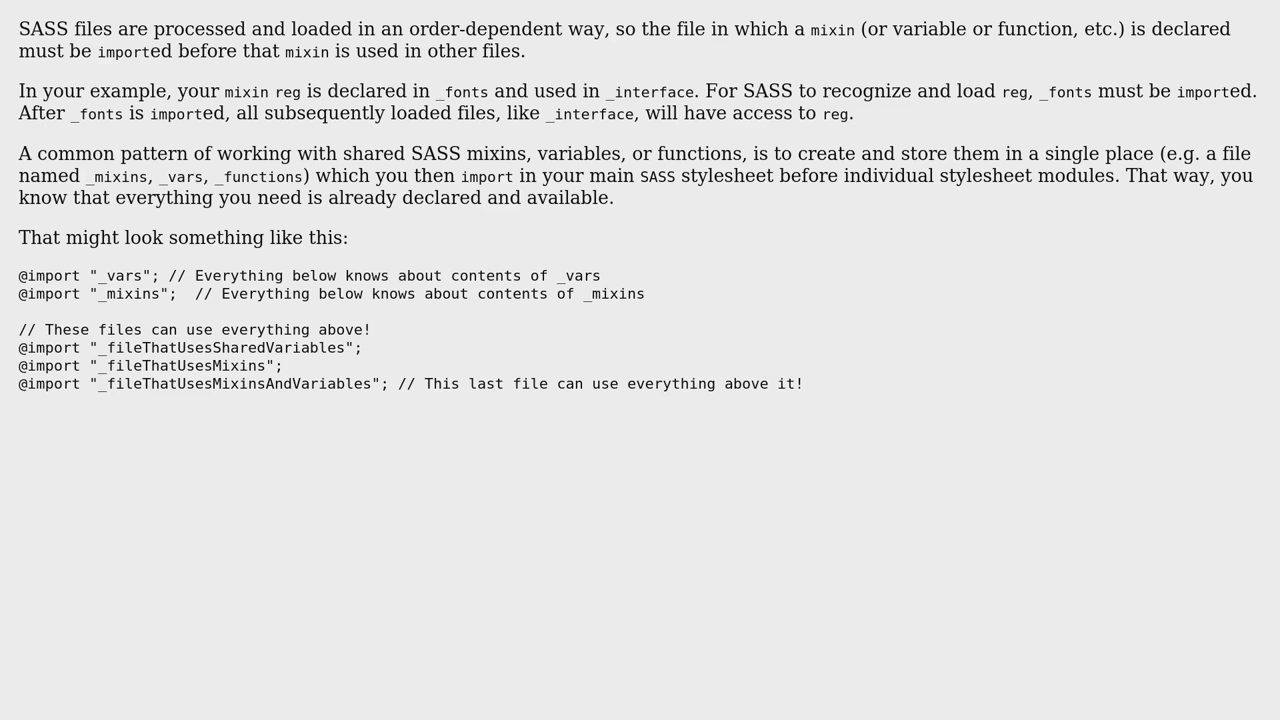 SASS files are processed and loaded in an order-dependent way, so the file in which a mixin (or variable or function, etc.) is declared
must be imported before that mixin is used in other files.
In your example, your mixin reg is declared in _fonts and used in _interface. For SASS to recognize and load reg, _fonts must be imported.
After _fonts is imported, all subsequently loaded files, like _interface, will have access to reg.
A common pattern of working with shared SASS mixins, variables, or functions, is to create and store them in a single place (e.g. a file
named _mixins, _vars, _functions) which you then import in your main SASS stylesheet before individual stylesheet modules. That way, you
know that everything you need is already declared and available.
That might look something like this:
@import "_vars"; // Everything below knows about contents of _vars
@import "_mixins";  // Everything below knows about contents of _mixins
// These files can use everything above!
@import "_fileThatUsesSharedVariables";
@import "_fileThatUsesMixins";
@import "_fileThatUsesMixinsAndVariables"; // This last file can use everything above it!